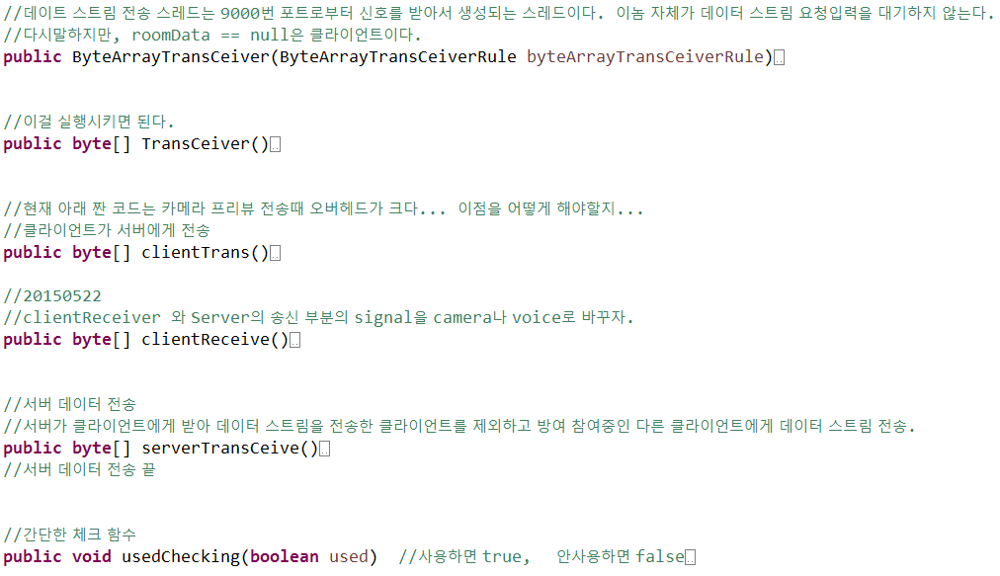 //데이트 스트림 전송 스레드는 9000번 포트로부터 신호를 받아서 생성되는 스레드이다. 이놈 자체가 데이터 스트림 요청입력을 대기하지 않는다.
//다시말하지만, roomData == null은 클라이언트이다.
public ByteArrayTransCeiver(ByteArrayTransCeiverRule byteArrayTransCeiverRule)
//이걸 실행시키면 된다.
public byte[] TransCeiver()
//현재 아래 짠 코드는 카메라 프리뷰 전송때 오버헤드가 크다... 이점을 어떻게 해야할지...
//클라이언트가 서버에게 전송
public byte[] clientTrans()
//20150522
//clientReceiver 와 Server의 송신 부분의 signal을 camera나 voice로 바꾸자.
public byte[] clientReceive()
//서버 데이터 전송
//서버가 클라이언트에게 받아 데이터 스트림을 전송한 클라이언트를 제외하고 방여 참여중인 다른 클라이언트에게 데이터 스트림 전송.
public byte[] serverTransCeive()
//서버 데이터 전송 끝
//간단한 체크 함수
public void usedChecking(boolean used)  //사용하면 true,  안사용하면 false